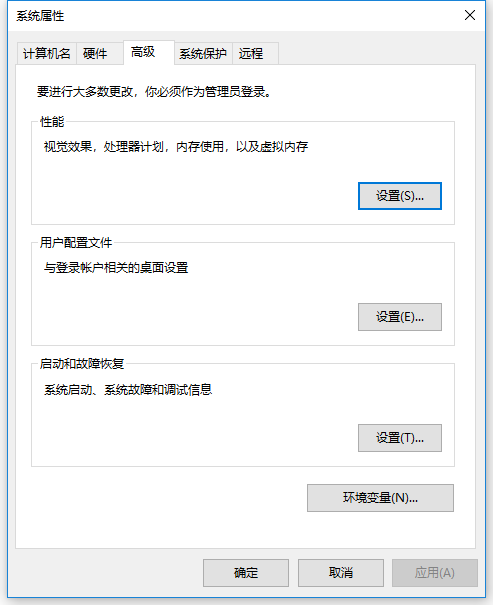 系统属性
计算机名 硬件 高级 系统保护 远程
要进行大多数更改，你必须作为管理员登录。
性能
视觉效果，处理器计划，内存使用，以及虚拟内存
设置(S)...
用户配置文件
与登录帐户相关的桌面设置
设置(E)...
启动和故障恢复
系统启动、系统故障和调试信息
设置(T)...
环境变量(N)...
确定 取消 应用(A)